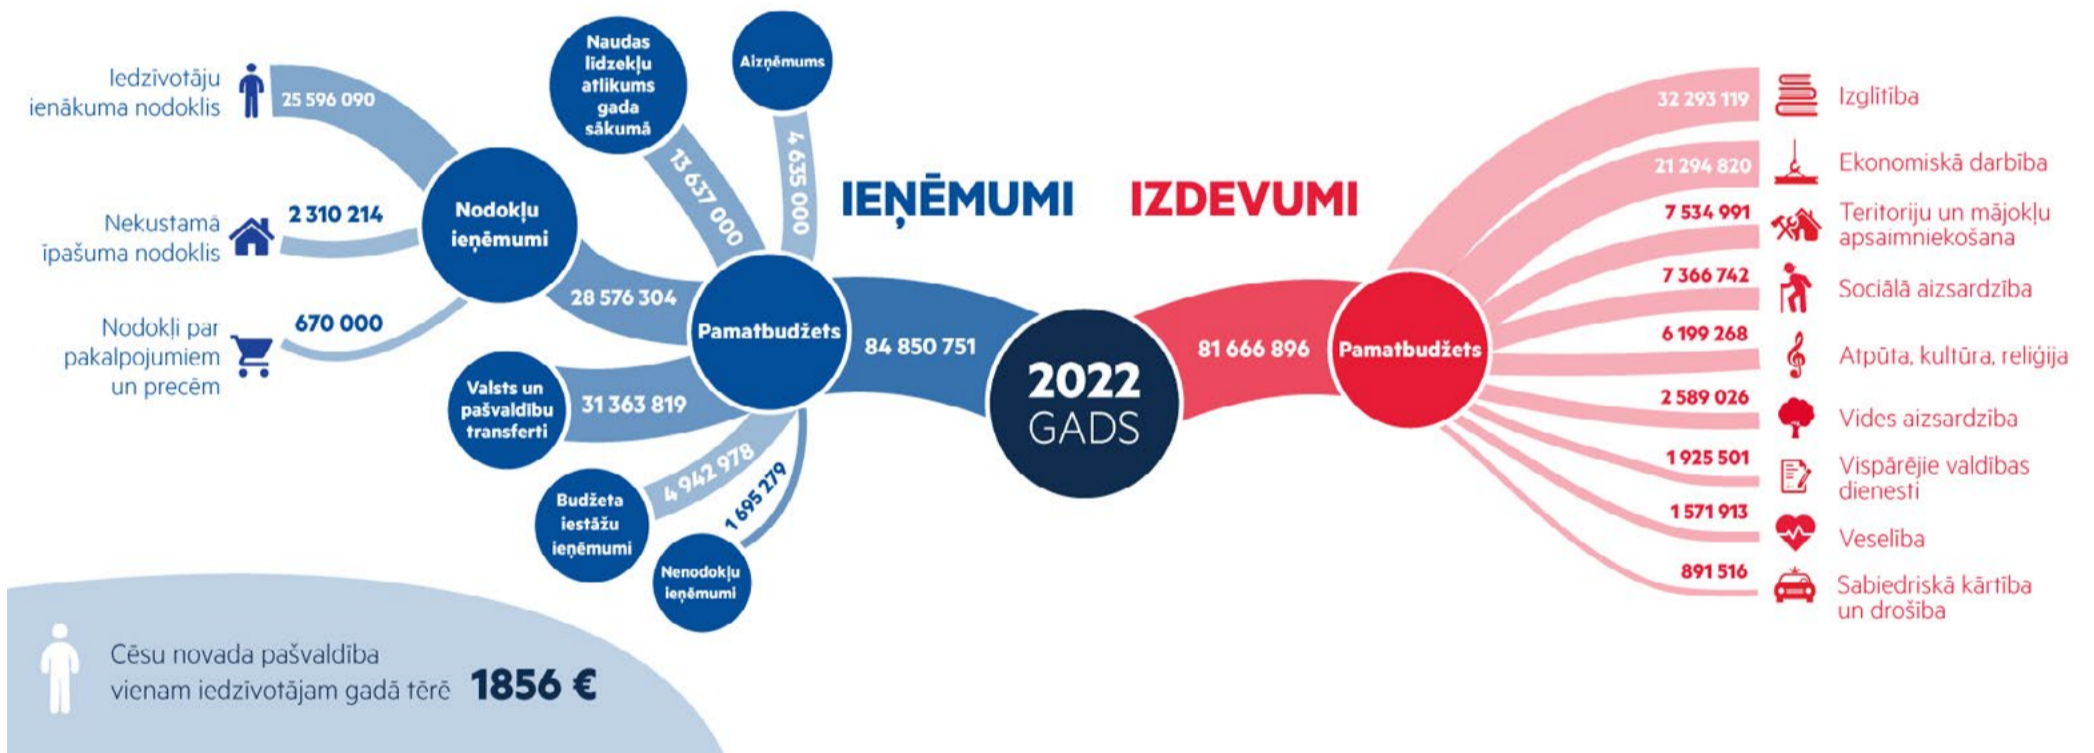 Iedzīvotāju
ienākuma nodoklis
25 596 090
Nekustamā
īpašuma nodoklis
2 310 214
Nodokļi par
pakalpojumiem
un precēm
670 000
Nodokļu
ieņēmumi
28 576 304
Naudas
līdzekļu
atlikums
gada
sākumā
13 637 000
Aizņēmums
4 635 000
Valsts un
pašvaldību
transferti
31 363 819
Budžeta
iestāžu
ieņēmumi
4 942 978
Nenodokļu
ieņēmumi
1 695 279
Pamatbudžets
84 850 751
IEŅĒMUMI
IZDEVUMI
2022
GADS
81 666 896
Pamatbudžets
32 293 119
Izglītība
21 294 820
Ekonomiskā darbība
7 534 991
Teritoriju un mājokļu
apsaimniekošana
7 366 742
Sociālā aizsardzība
6 199 268
Atpūta, kultūra, reliģija
2 589 026
Vides aizsardzība
1 925 501
Vispārējie valdības
dienesti
1 571 913
Veselība
891 516
Sabiedriskā kārtība
un drošība
Cēsu novada pašvaldība
vienam iedzīvotājam gadā tērē 1856 €